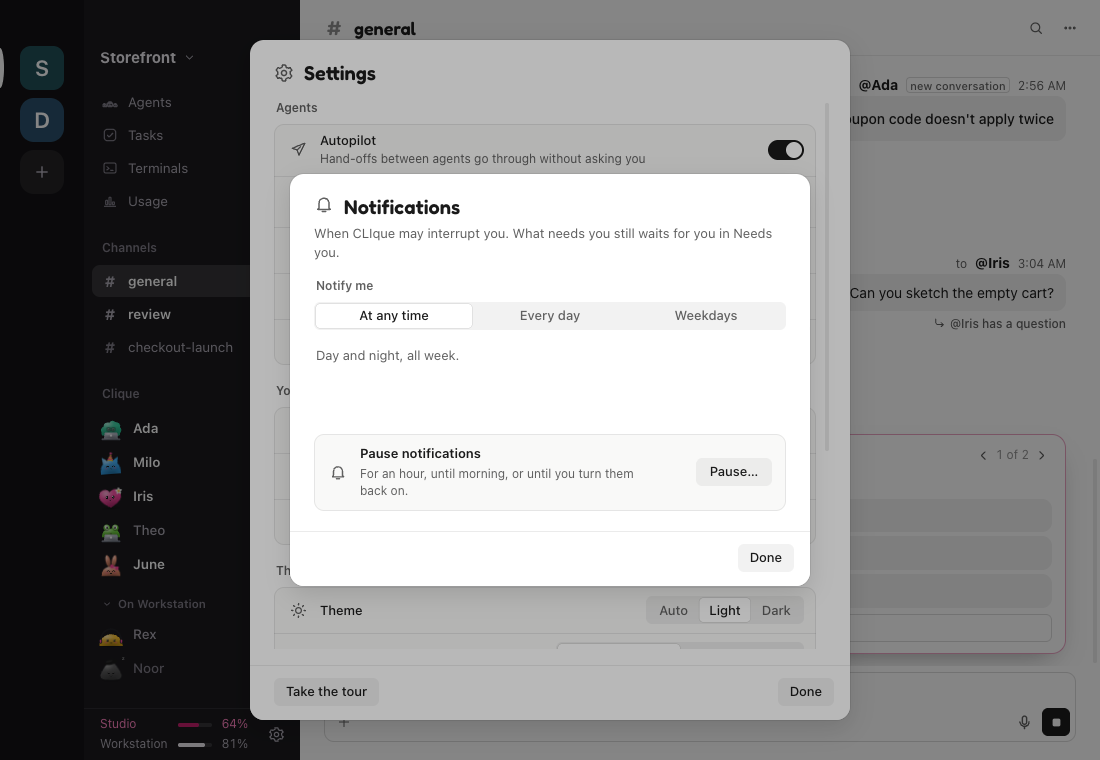 # general
S
Storefront
D
+
Agents
Tasks
Terminals
Usage
Channels
# general
# review
# checkout-launch
Clique
Ada
Milo
Iris
Theo
June
On Workstation
Rex
Noor
Studio 64%
Workstation 81%
Settings
Agents
Autopilot
Hand-offs between agents go through without asking you
Notifications
When CLIque may interrupt you. What needs you still waits for you in Needs
you.
Notify me
At any time Every day Weekdays
Day and night, all week.
Pause notifications
For an hour, until morning, or until you turn them
back on.
Pause...
Done
Yo
Th
Theme Auto Light Dark
Take the tour Done
@Ada new conversation 2:56 AM
code doesn't apply twice
to @Iris 3:04 AM
Can you sketch the empty cart?
@Iris has a question
1 of 2
+